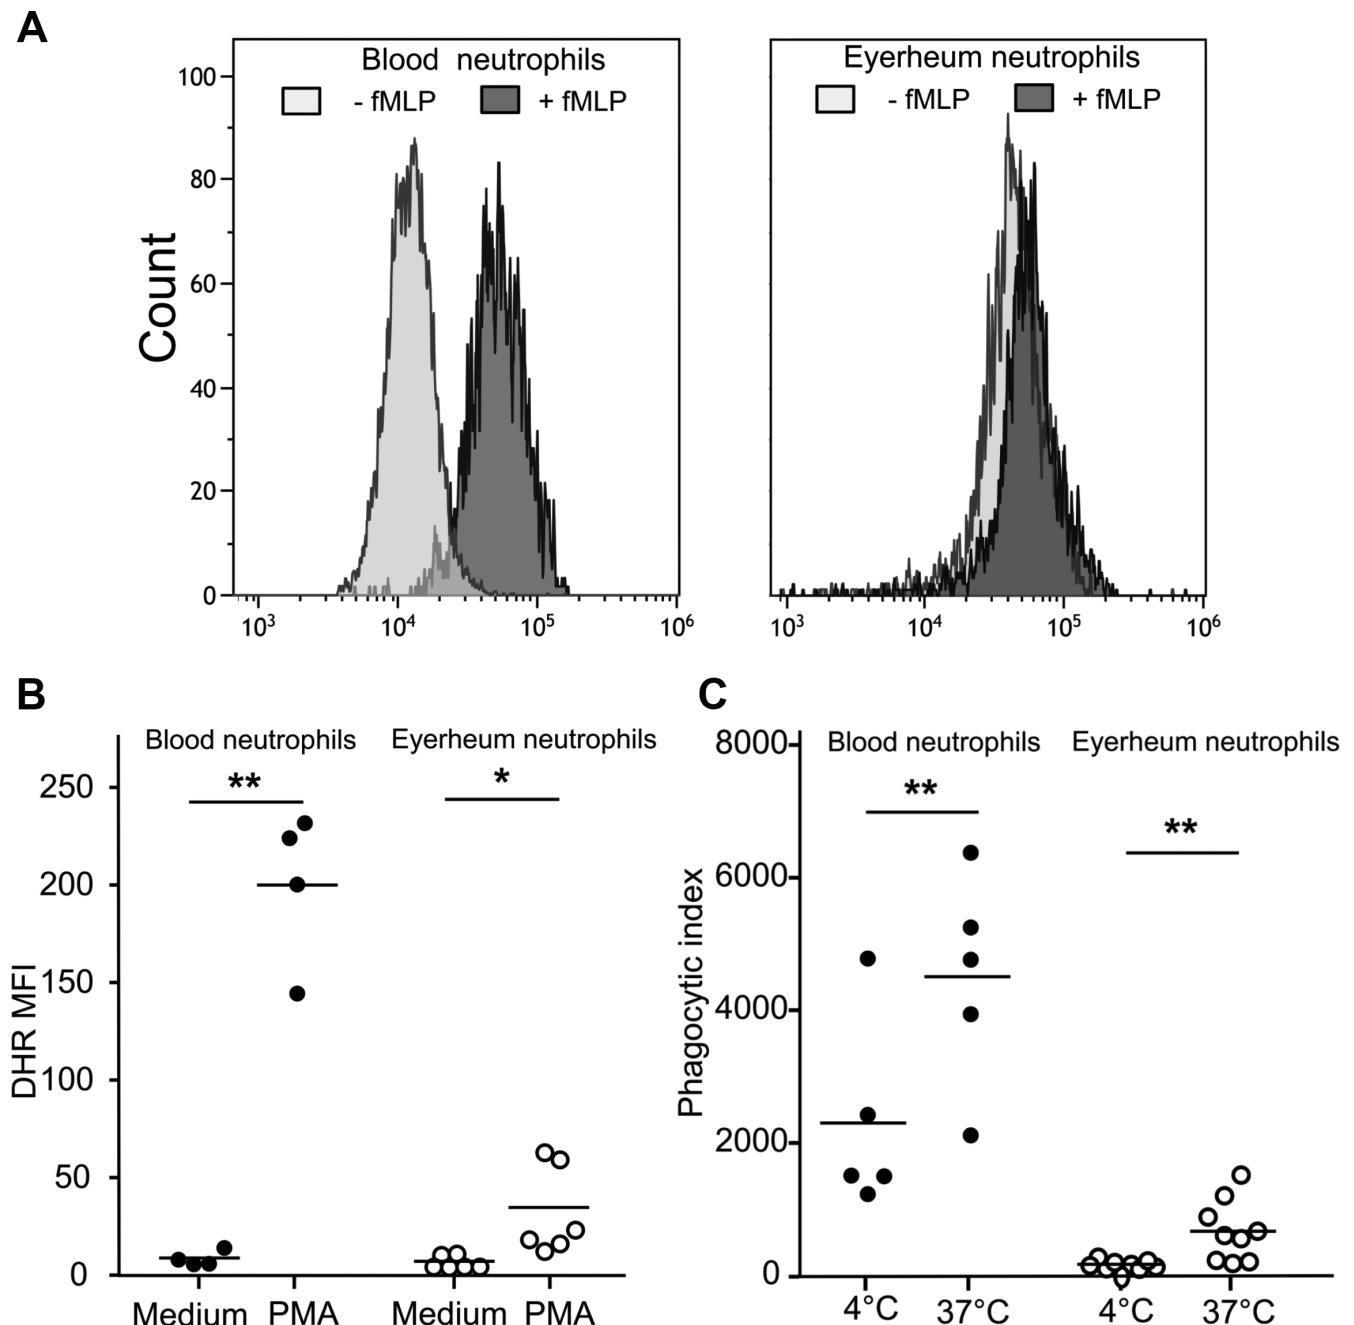 A
Blood neutrophils
- fMLP + fMLP
Eyerheum neutrophils
- fMLP + fMLP
Count
100
80
60
40
20
0
10³ 10⁴ 10⁵ 10⁶
10³ 10⁴ 10⁵ 10⁶
B
Blood neutrophils Eyerheum neutrophils
** *
DHR MFI
250
200
150
100
50
0
Medium PMA Medium PMA
C
Blood neutrophils Eyerheum neutrophils
** **
Phagocytic index
8000
6000
4000
2000
0
4°C 37°C 4°C 37°C